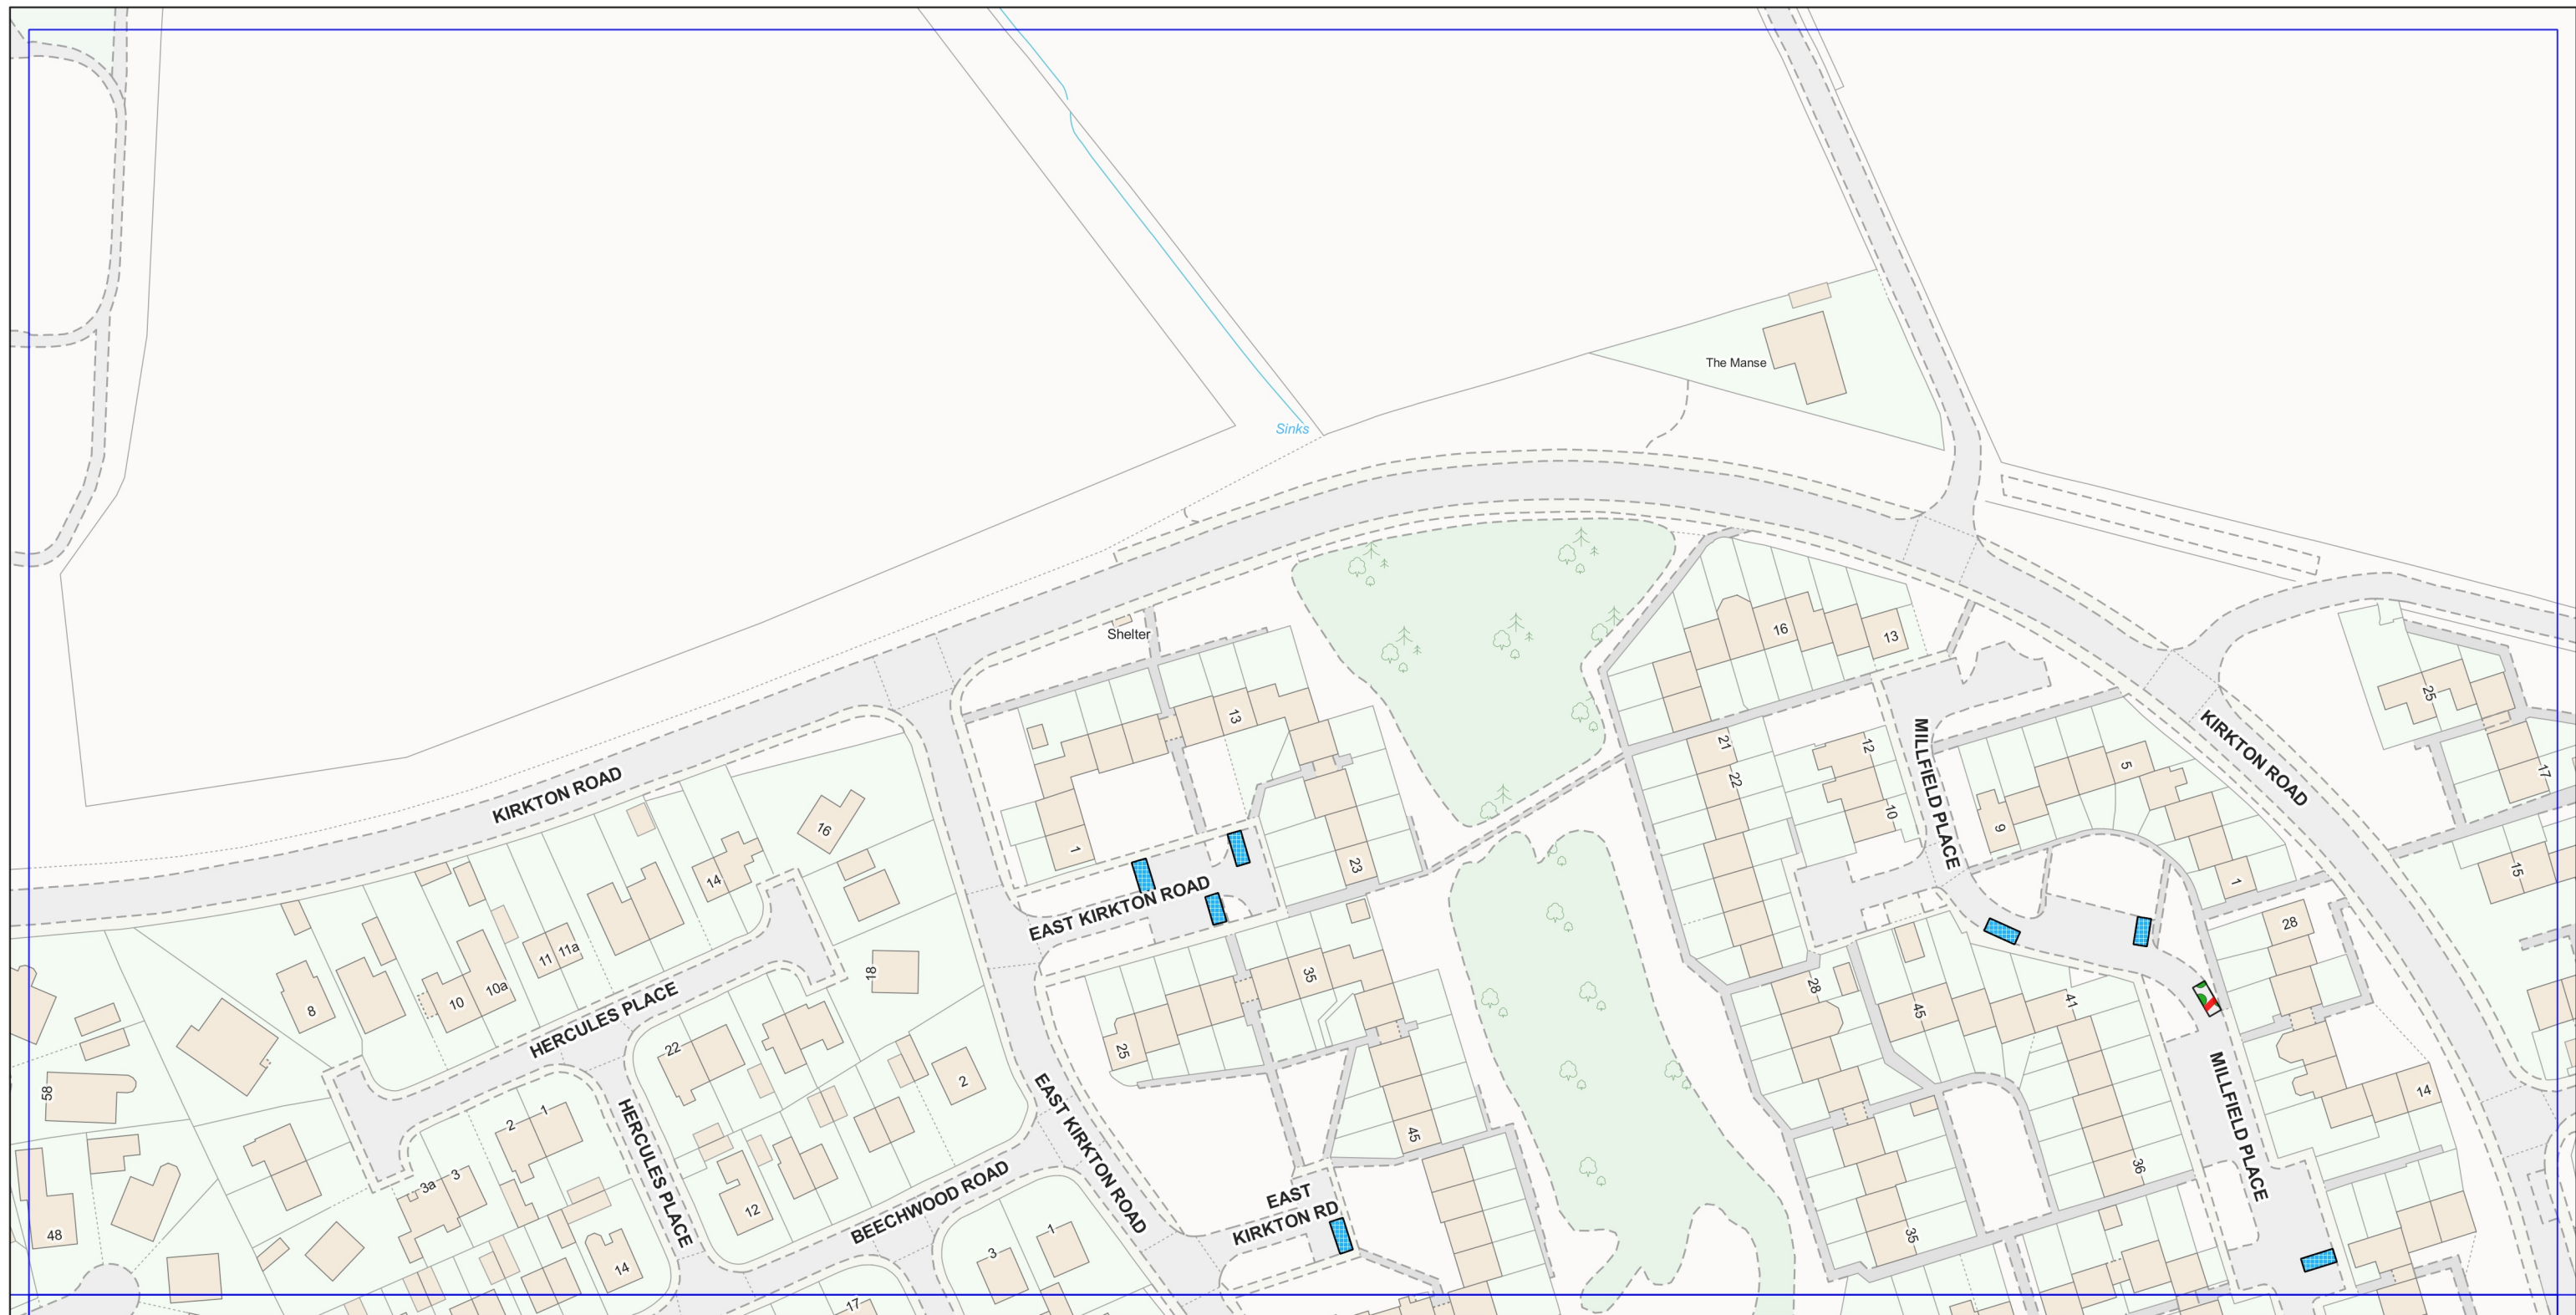 The Manse
Sinks
Shelter
16
13
13
25
KIRKTON ROAD
KIRKTON ROAD
21
22
12
MILLFIELD PLACE
5
17
10
9
16
1
EAST KIRKTON ROAD
23
14
1
15
11
11a
35
28
18
10
10a
8
HERCULES PLACE
28
45
41
22
25
58
2
EAST KIRKTON ROAD
MILLFIELD PLACE
14
2
1
HERCULES PLACE
45
3a
3
BEECHWOOD ROAD
36
12
EAST
KIRKTON RD
48
1
3
35
14
17